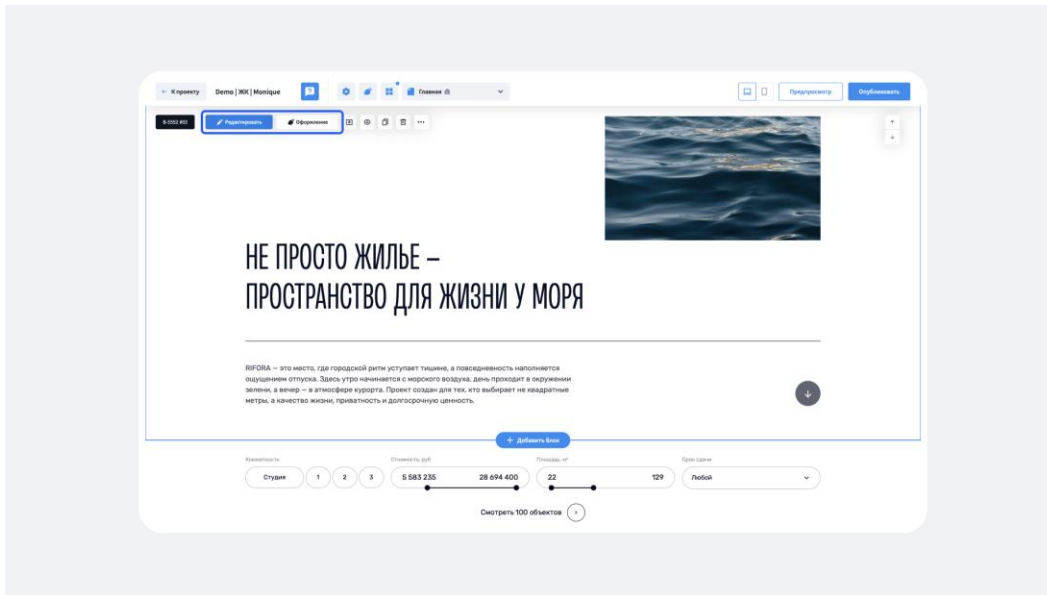 ← К проекту
Demo | ЖК | Monique
Главная
Предпросмотр
Опубликовать
B-5552 #02
Редактировать
Оформление
НЕ ПРОСТО ЖИЛЬЕ –
ПРОСТРАНСТВО ДЛЯ ЖИЗНИ У МОРЯ
RIFORA — это место, где городской ритм уступает тишине, а повседневность наполняется
ощущением отпуска. Здесь утро начинается с морского воздуха, день проходит в окружении
зелени, а вечер — в атмосфере курорта. Проект создан для тех, кто выбирает не квадратные
метры, а качество жизни, приватность и долгосрочную ценность.
+ Добавить блок
Комнатность
Стоимость, руб
Площадь, м²
Срок сдачи
Студия 1 2 3
5 583 235 28 694 400
22 129
Любой
Смотреть 100 объектов